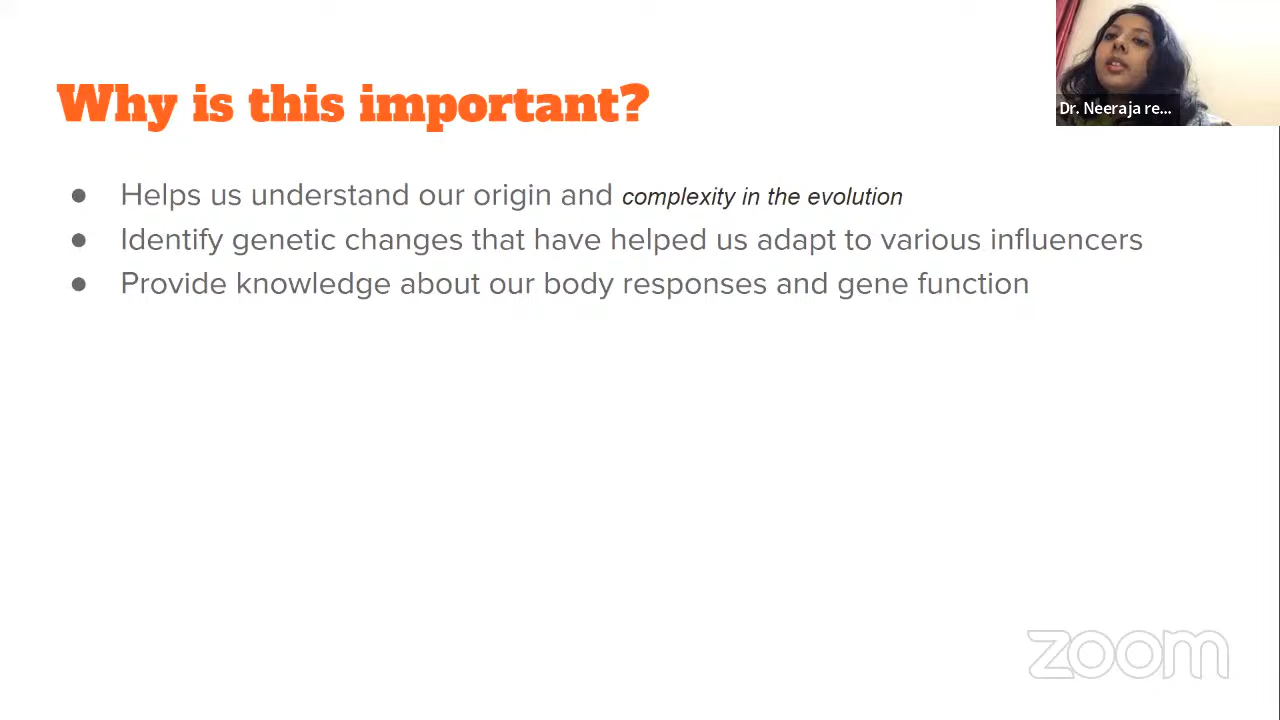 Why is this important?
Dr. Neeraja re...
● Helps us understand our origin and complexity in the evolution
● Identify genetic changes that have helped us adapt to various influencers
● Provide knowledge about our body responses and gene function
zoom